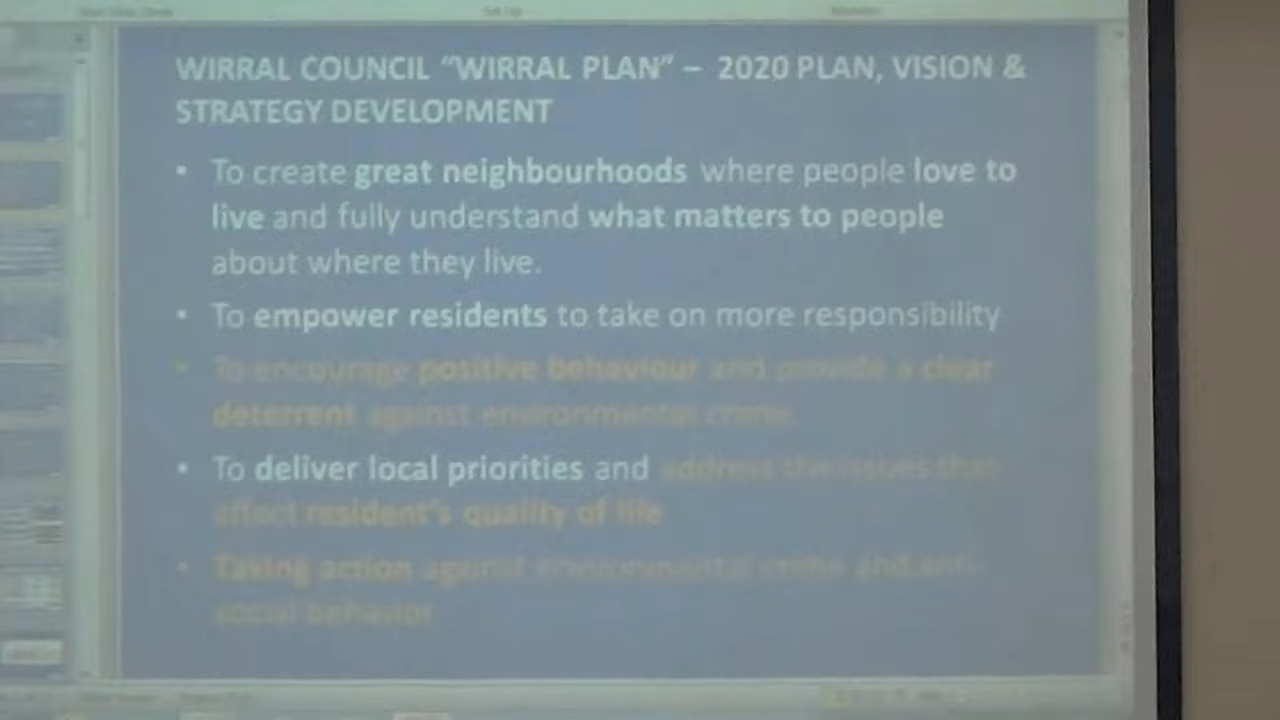 WIRRAL COUNCIL “WIRRAL PLAN” – 2020 PLAN, VISION &
STRATEGY DEVELOPMENT
• To create great neighbourhoods where people love to
live and fully understand what matters to people
about where they live.
• To empower residents to take on more responsibility
• To encourage positive behaviour and provide a clear
deterrent against environmental crime
• To deliver local priorities and address the issues that
affect resident's quality of life
• Taking action against environmental crime and anti-
social behavior